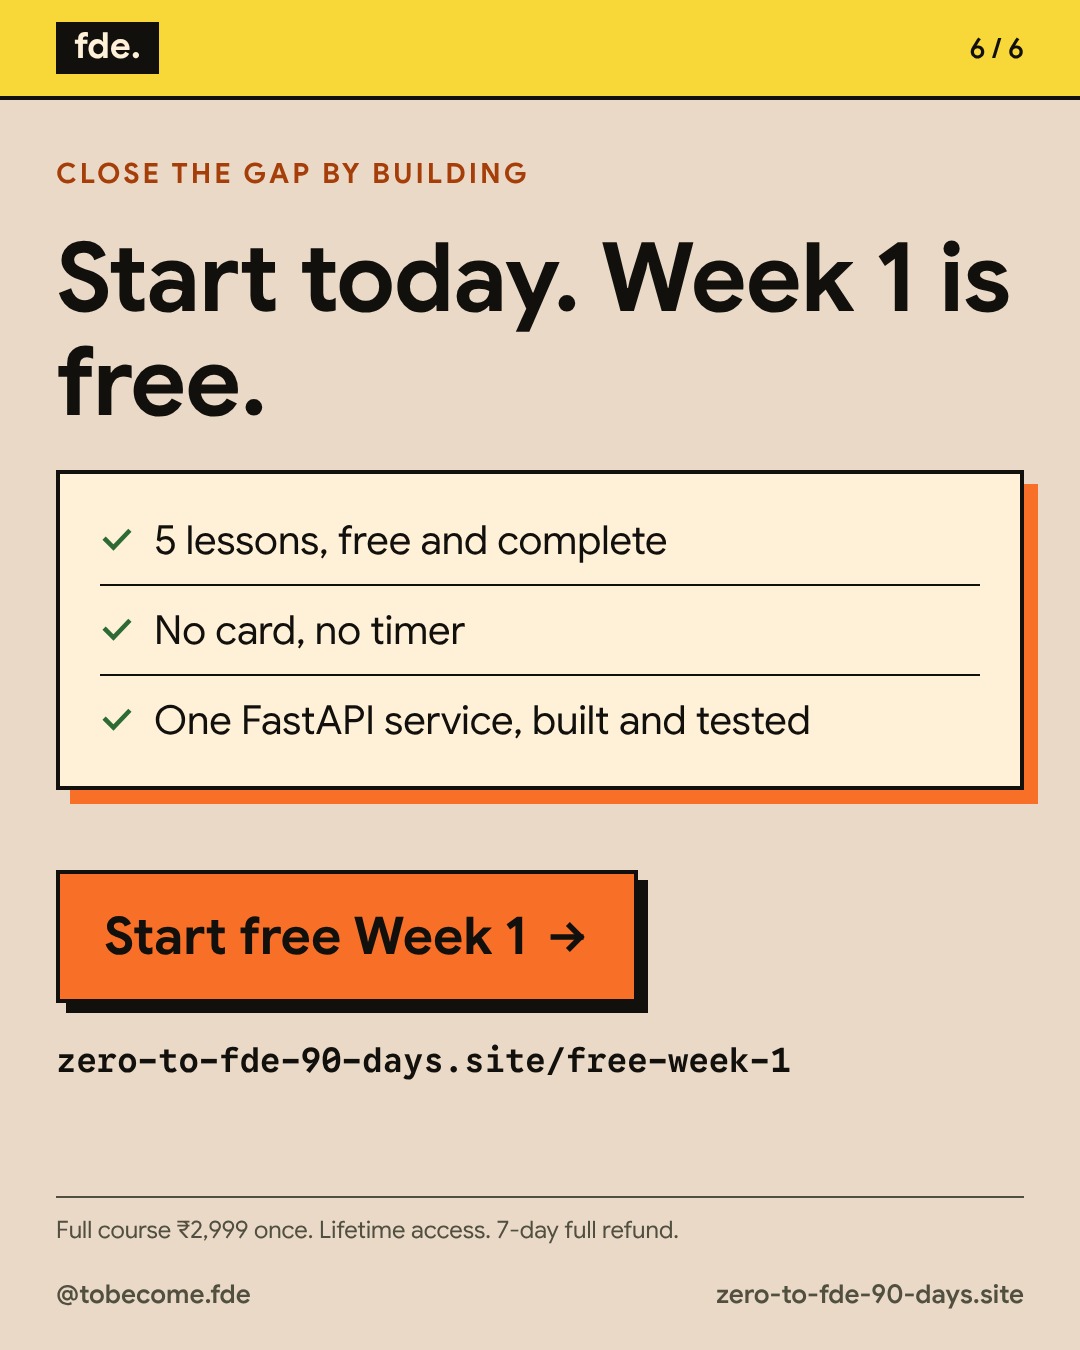 fde.
6 / 6
CLOSE THE GAP BY BUILDING
Start today. Week 1 is
free.
5 lessons, free and complete
No card, no timer
One FastAPI service, built and tested
Start free Week 1 →
zero-to-fde-90-days.site/free-week-1
Full course ₹2,999 once. Lifetime access. 7-day full refund.
@tobecome.fde
zero-to-fde-90-days.site